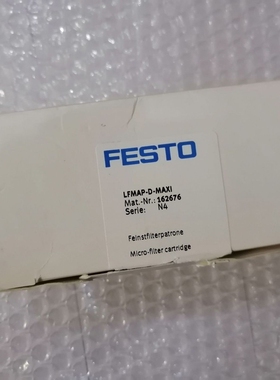 FESTO
LFMAP-D-MAXI
Mat.-Nr.: 162676
Serie: N4
Feinstfilterpatrone
Micro-filter cartridge